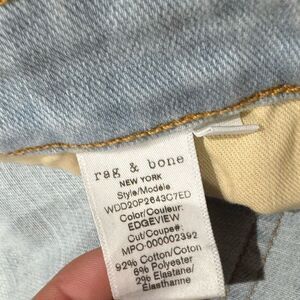 rag & bone
NEW YORK
Style/Modèle
WDD20P2643C7ED
Color/Couleur:
EDGEVIEW
Cut/Coupe#:
MPO-000002392
92% Cotton/Coton
6% Polyester
2% Elastane/
Élasthanne